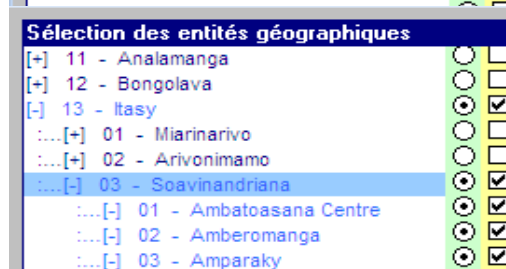 Sélection des entités géographiques
[+] 11 - Analamanga
[+] 12 - Bongolava
[-] 13 - Itasy
:...[+] 01 - Miarinarivo
:...[+] 02 - Arivonimamo
:...[-] 03 - Soavinandriana
:...[-] 01 - Ambatoasana Centre
:...[-] 02 - Amberomanga
:...[-] 03 - Amparaky